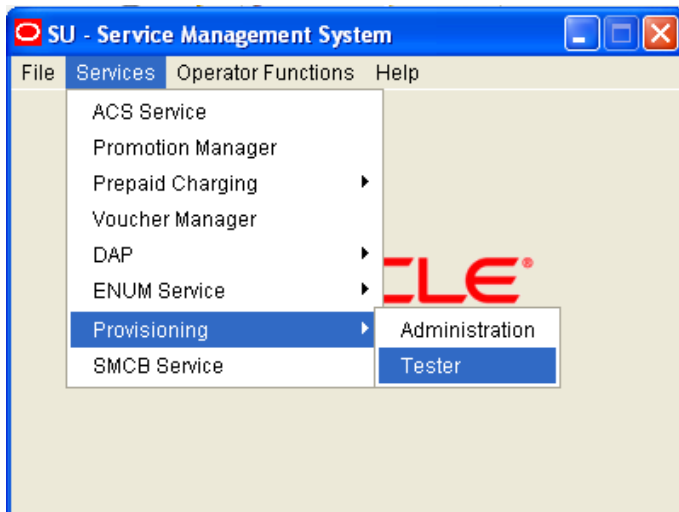 SU - Service Management System
File Services Operator Functions Help
ACS Service
Promotion Manager
Prepaid Charging
Voucher Manager
DAP
ENUM Service
Provisioning
SMCB Service
CLE®
Administration
Tester